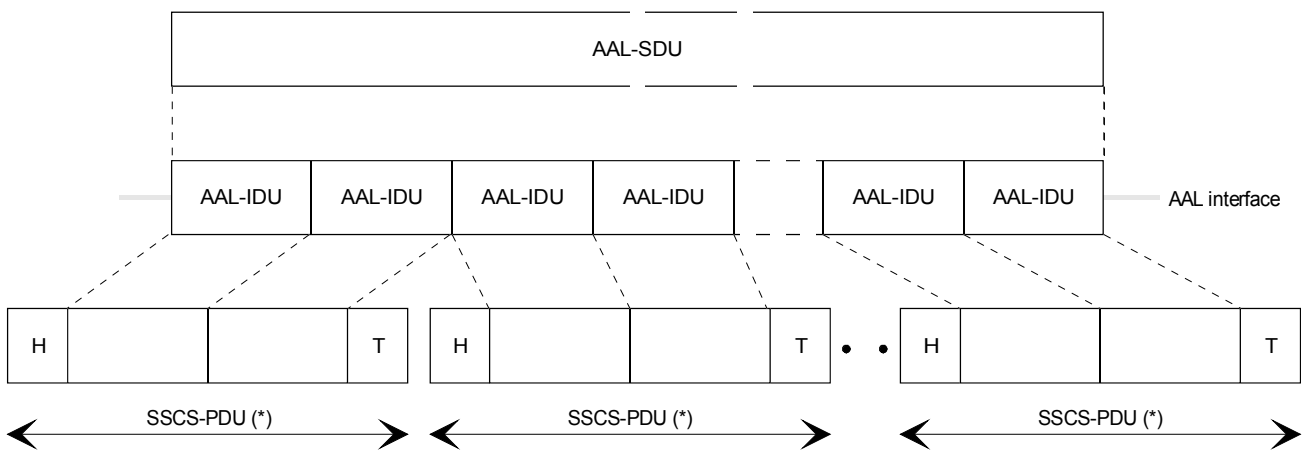 AAL-SDU
AAL-IDU AAL-IDU AAL-IDU AAL-IDU AAL-IDU AAL-IDU AAL interface
H T H T H T
SSCS-PDU (*) SSCS-PDU (*) SSCS-PDU (*)